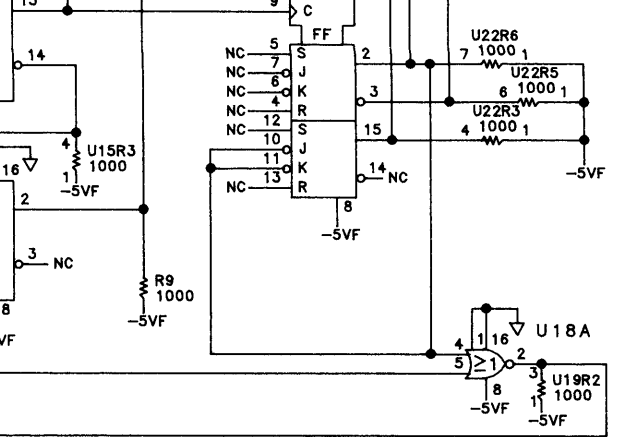 13
9
C
FF
14
5
NC
S
7
NC
J
6
NC
K
4
NC
R
12
NC
S
10
J
11
K
13
NC
R
2
3
15
14
NC
8
-5VF
U22R6
7 1000 1
U22R5
6 1000 1
U22R3
4 1000 1
-5VF
4
U15R3
1000
1
-5VF
16
2
3
NC
8
VF
R9
1000
-5VF
U18A
1
16
4
5
≥1
2
8
-5VF
3
U19R2
1000
1
-5VF